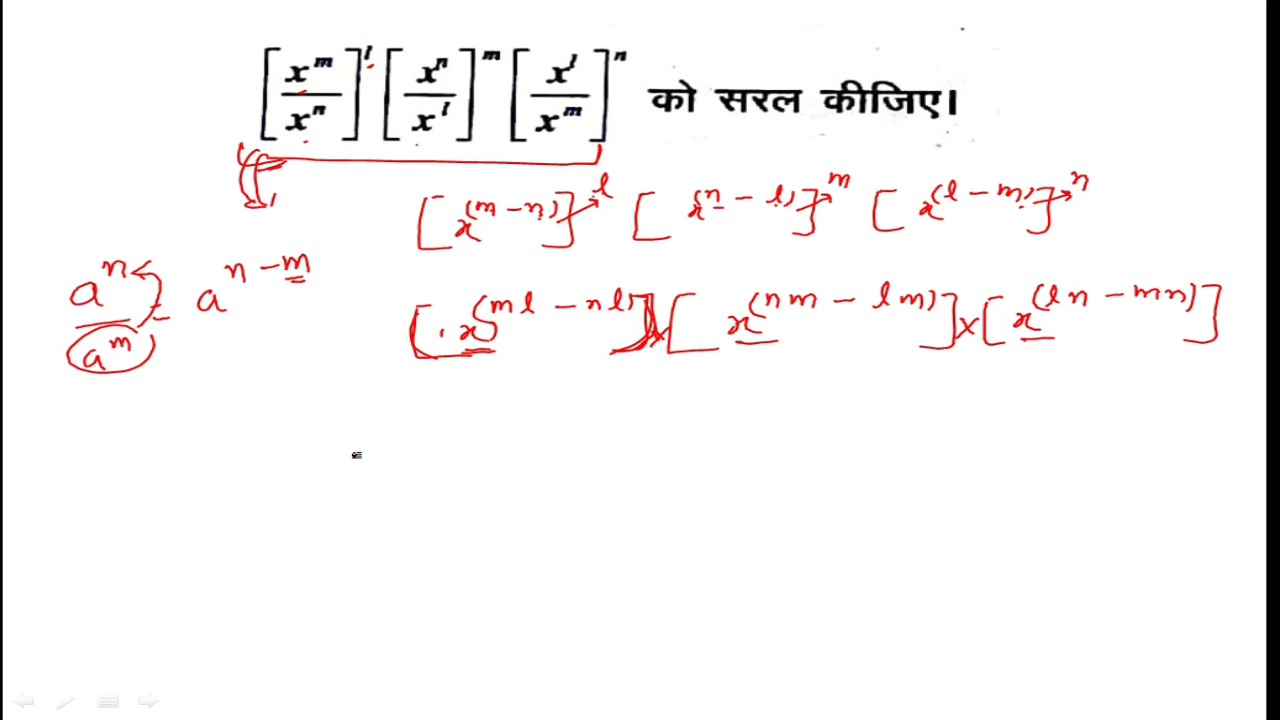 [x^m/x^n]^l [x^n/x^l]^m [x^l/x^m]^n को सरल कीजिए।
[x^(m-n)]^l [x^(n-l)]^m [x^(l-m)]^n
a^n/a^m = a^(n-m)
[x^(ml-nl)] × [x^(nm-lm)] × [x^(ln-mn)]